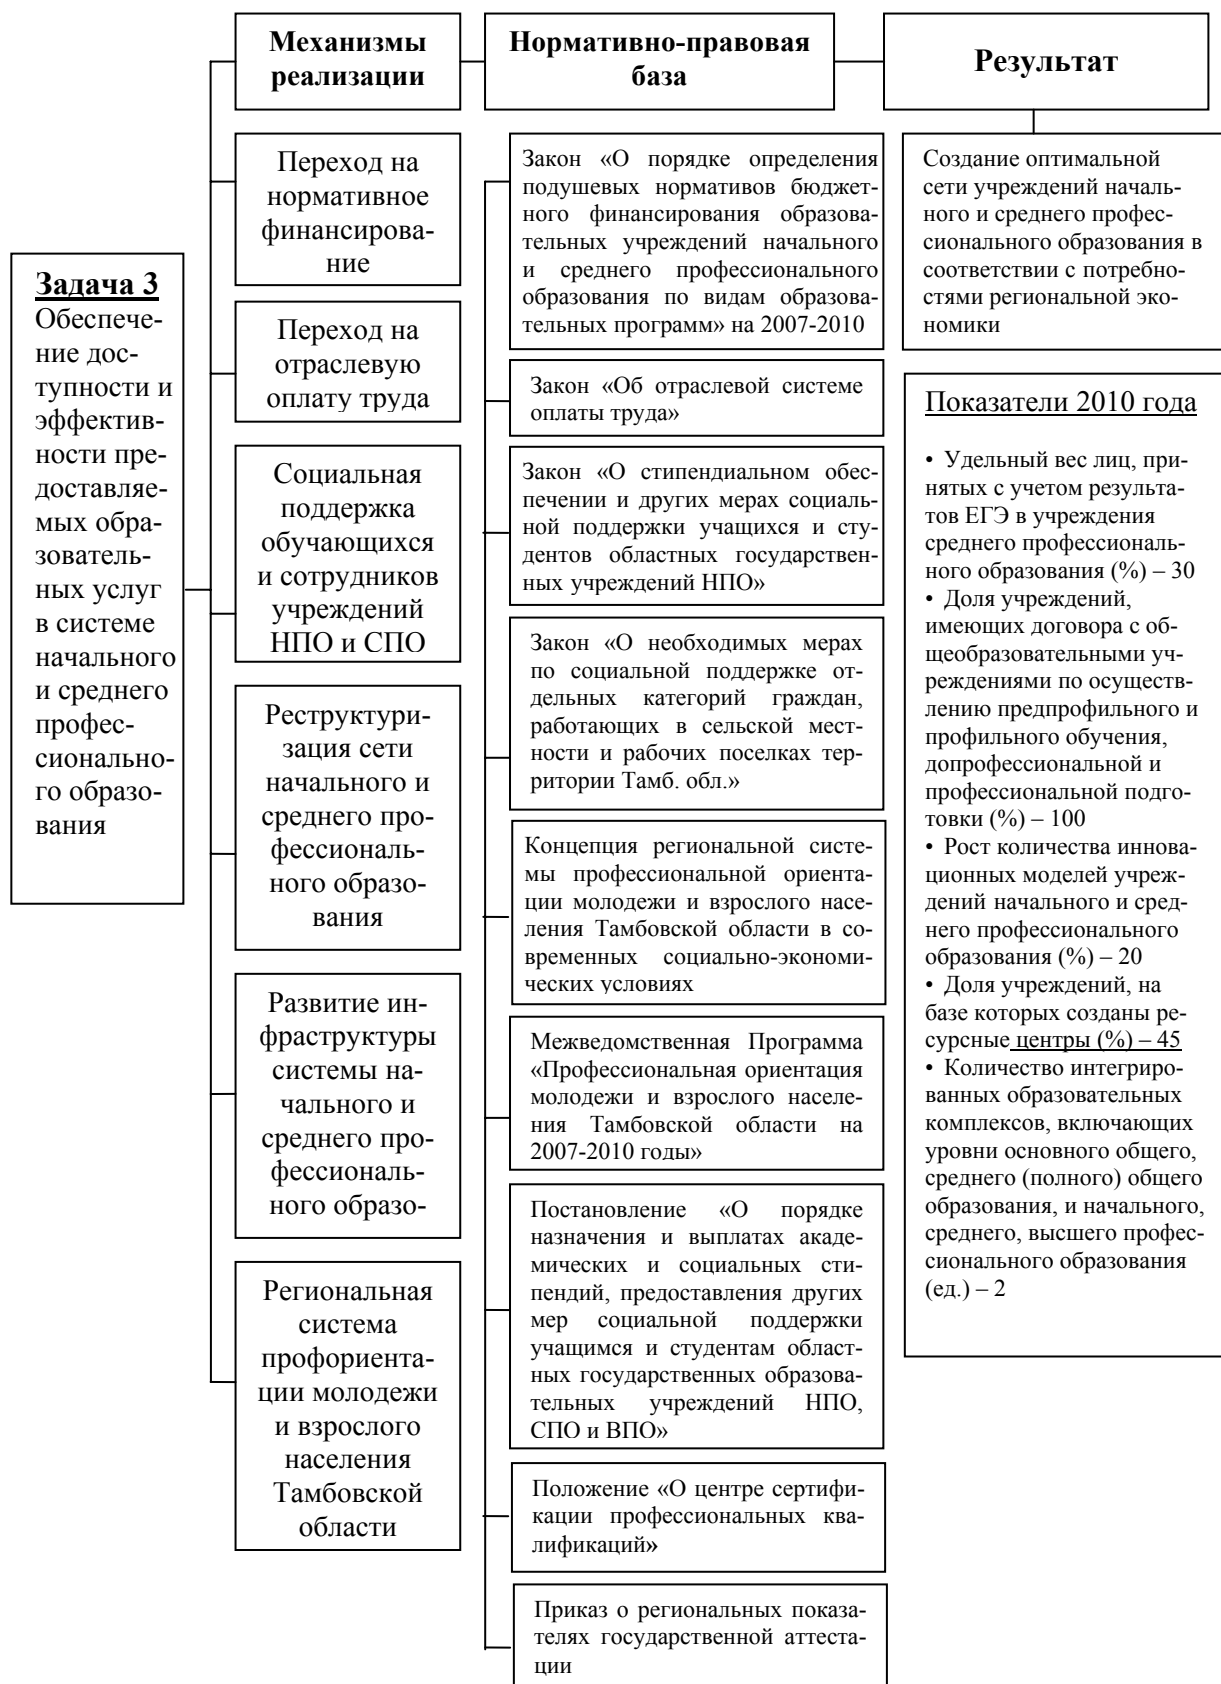 Механизмы
реализации
Нормативно-правовая
база
Результат
Задача 3
Обеспече-
ние дос-
тупности и
эффектив-
ности пре-
доставляе-
мых обра-
зователь-
ных услуг
в системе
начального
и среднего
профес-
сионально-
го образо-
вания
Переход на
нормативное
финансирова-
ние
Переход на
отраслевую
оплату труда
Социальная
поддержка
обучающихся
и сотрудников
учреждений
НПО и СПО
Реструктури-
зация сети
начального и
среднего про-
фессиональ-
ного образо-
вания
Развитие ин-
фраструктуры
системы на-
чального и
среднего про-
фессиональ-
ного образо-
Региональная
система
профориента-
ции молодежи
и взрослого
населения
Тамбовской
области
Закон «О порядке определения
подушевых нормативов бюджет-
ного финансирования образова-
тельных учреждений начального
и среднего профессионального
образования по видам образова-
тельных программ» на 2007-2010
Закон «Об отраслевой системе
оплаты труда»
Закон «О стипендиальном обес-
печении и других мерах социаль-
ной поддержки учащихся и сту-
дентов областных государствен-
ных учреждений НПО»
Закон «О необходимых мерах
по социальной поддержке от-
дельных категорий граждан,
работающих в сельской мест-
ности и рабочих поселках тер-
ритории Тамб. обл.»
Концепция региональной систе-
мы профессиональной ориента-
ции молодежи и взрослого насе-
ления Тамбовской области в со-
временных социально-экономи-
ческих условиях
Межведомственная Программа
«Профессиональная ориентация
молодежи и взрослого населе-
ния Тамбовской области на
2007-2010 годы»
Постановление «О порядке
назначения и выплатах акаде-
мических и социальных сти-
пендий, предоставления других
мер социальной поддержки
учащимся и студентам област-
ных государственных образова-
тельных учреждений НПО,
СПО и ВПО»
Положение «О центре сертифи-
кации профессиональных ква-
лификаций»
Приказ о региональных показа-
телях государственной аттеста-
ции
Создание оптимальной
сети учреждений началь-
ного и среднего профес-
сионального образования в
соответствии с потребно-
стями региональной эко-
номики
Показатели 2010 года
• Удельный вес лиц, при-
нятых с учетом результа-
тов ЕГЭ в учреждения
среднего профессиональ-
ного образования (%) – 30
• Доля учреждений,
имеющих договора с об-
щеобразовательными уч-
реждениями по осуществ-
лению предпрофильного и
профильного обучения,
допрофессиональной и
профессиональной подго-
товки (%) – 100
• Рост количества иннова-
ционных моделей учреж-
дений начального и сред-
него профессионального
образования (%) – 20
• Доля учреждений, на
базе которых созданы ре-
сурсные центры (%) – 45
• Количество интегриро-
ванных образовательных
комплексов, включающих
уровни основного общего,
среднего (полного) общего
образования, и начального,
среднего, высшего профес-
сионального образования
(ед.) – 2